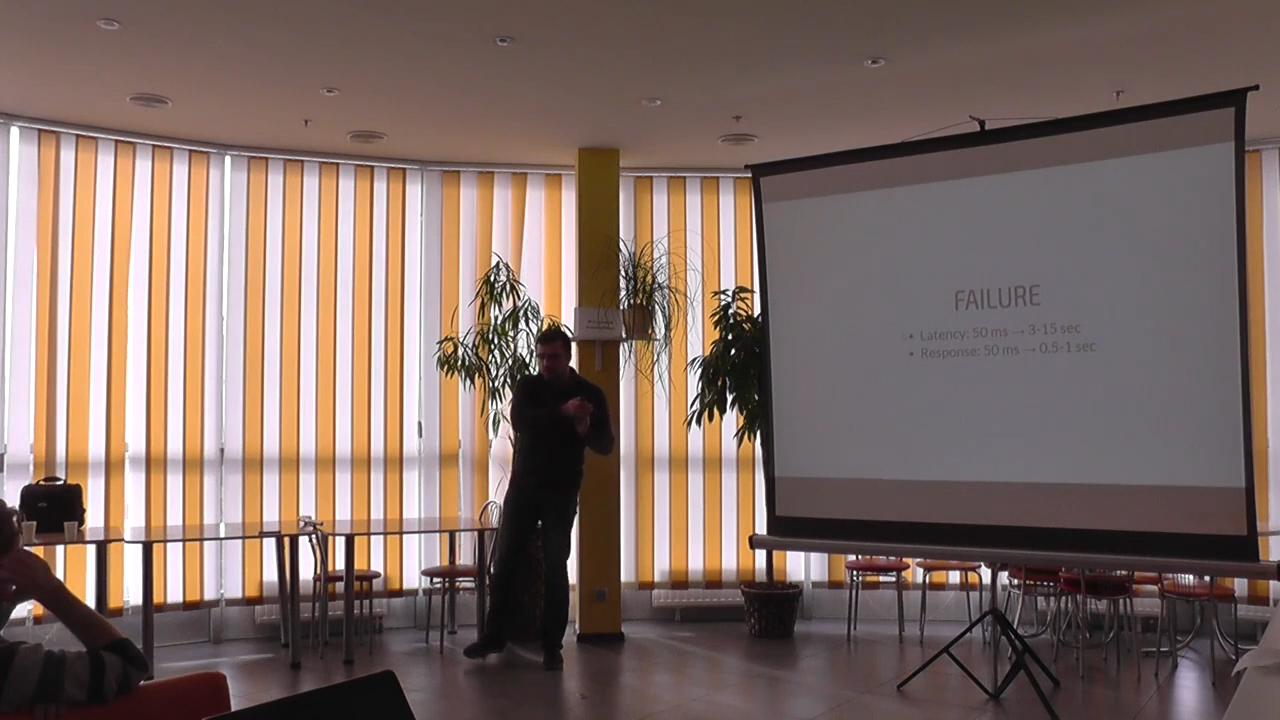 FAILURE
• Latency: 50 ms → 3-15 sec
• Response: 50 ms → 0.5-1 sec